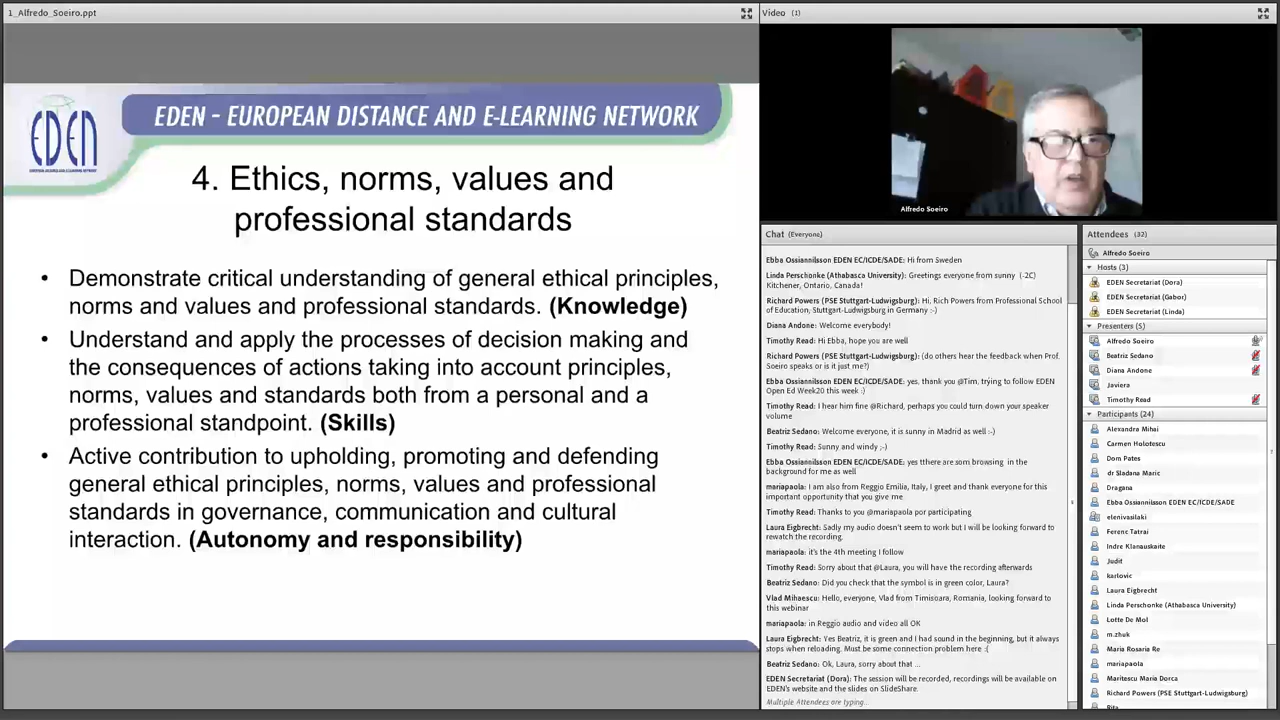 1_Alfredo_Soeiro.ppt
EDEN
EDEN - EUROPEAN DISTANCE AND E-LEARNING NETWORK
4. Ethics, norms, values and
professional standards
• Demonstrate critical understanding of general ethical principles,
norms and values and professional standards. (Knowledge)
• Understand and apply the processes of decision making and
the consequences of actions taking into account principles,
norms, values and standards both from a personal and a
professional standpoint. (Skills)
• Active contribution to upholding, promoting and defending
general ethical principles, norms, values and professional
standards in governance, communication and cultural
interaction. (Autonomy and responsibility)
Video (1)
Alfredo Soeiro
Chat (Everyone)
Ebba Ossiannilsson EDEN EC/ICDE/SADE: Hi from Sweden
Linda Perschonke (Athabasca University): Greetings everyone from sunny (-2C)
Kitchener, Ontario, Canada!
Richard Powers (PSE Stuttgart-Ludwigsburg): Hi, Rich Powers from Professional School
of Education, Stuttgart-Ludwigsburg in Germany :-)
Diana Andone: Welcome everybody!
Timothy Read: Hi Ebba, hope you are well
Richard Powers (PSE Stuttgart-Ludwigsburg): (do others hear the feedback when Prof.
Soeiro speaks or is it just me?)
Ebba Ossiannilsson EDEN EC/ICDE/SADE: yes, thank you @Tim, trying to follow EDEN
Open Ed Week20 this week :)
Timothy Read: I hear him fine @Richard, perhaps you could turn down your speaker
volume
Beatriz Sedano: Welcome everyone, it is sunny in Madrid as well :-)
Timothy Read: Sunny and windy ;-)
Ebba Ossiannilsson EDEN EC/ICDE/SADE: yes tthere are som browsing in the
background for me as well
mariapaola: I am also from Reggio Emilia, Italy, I greet and thank everyone for this
important opportunity that you give me
Timothy Read: Thanks to you @mariapaola por participating
Laura Eigbrecht: Sadly my audio doesn't seem to work but I will be looking forward to
rewatch the recording.
mariapaola: it's the 4th meeting I follow
Timothy Read: Sorry about that @Laura, you will have the recording afterwards
Beatriz Sedano: Did you check that the symbol is in green color, Laura?
Vlad Mihaescu: Hello, everyone, Vlad from Timisoara, Romania, looking forward to
this webinar
mariapaola: in Reggio audio and video all OK
Laura Eigbrecht: Yes Beatriz, it is green and I had sound in the beginning, but it always
stops when reloading. Must be some connection problem here :(
Beatriz Sedano: Ok, Laura, sorry about that ...
EDEN Secretariat (Dora): The session will be recorded, recordings will be available on
EDEN's website and the slides on SlideShare.
Multiple Attendees are typing...
Attendees (32)
Alfredo Soeiro
Hosts (3)
EDEN Secretariat (Dora)
EDEN Secretariat (Gabor)
EDEN Secretariat (Linda)
Presenters (5)
Alfredo Soeiro
Beatriz Sedano
Diana Andone
Javiera
Timothy Read
Participants (24)
Alexandra Mihai
Carmen Holotescu
Dom Pates
dr Sladana Maric
Dragana
Ebba Ossiannilsson EDEN EC/ICDE/SADE
elenivasilaki
Ferenc Tatrai
Indre Klanauskaite
Judit
karlovic
Laura Eigbrecht
Linda Perschonke (Athabasca University)
Lotte De Mol
m.zhuk
Maria Rosaria Re
mariapaola
Maritescu Maria Dorca
Richard Powers (PSE Stuttgart-Ludwigsburg)